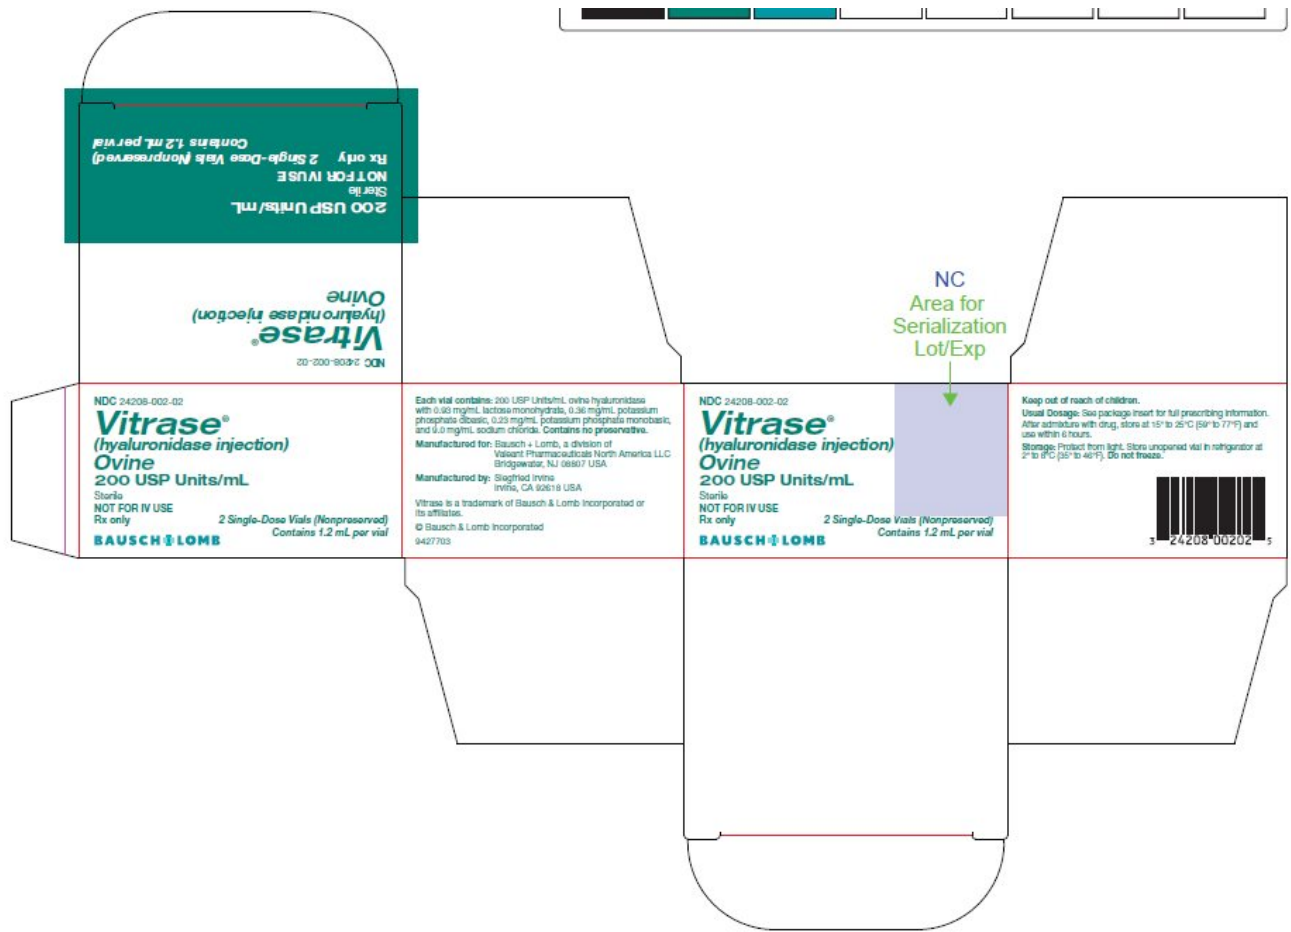 Contains 1.2 mL per vial
Rx only 2 Single-Dose Vials (Nonpreserved)
NOT FOR IV USE
Sterile
200 USP Units/mL
Ovine
(hyaluronidase injection)
Vitrase®
NDC 24208-002-02
NC
Area for
Serialization
Lot/Exp
NDC 24208-002-02
Vitrase®
(hyaluronidase injection)
Ovine
200 USP Units/mL
Sterile
NOT FOR IV USE
Rx only 2 Single-Dose Vials (Nonpreserved)
Contains 1.2 mL per vial
BAUSCH + LOMB
Each vial contains: 200 USP Units/mL ovine hyaluronidase
with 0.93 mg/mL lactose monohydrate, 0.36 mg/mL potassium
phosphate dibasic, 0.23 mg/mL potassium phosphate monobasic,
and 9.0 mg/mL sodium chloride. Contains no preservative.
Manufactured for: Bausch + Lomb, a division of
Valeant Pharmaceuticals North America LLC
Bridgewater, NJ 08807 USA
Manufactured by: Siegfried Irvine
Irvine, CA 92618 USA
Vitrase is a trademark of Bausch & Lomb Incorporated or
its affiliates.
© Bausch & Lomb Incorporated
9427703
NDC 24208-002-02
Vitrase®
(hyaluronidase injection)
Ovine
200 USP Units/mL
Sterile
NOT FOR IV USE
Rx only 2 Single-Dose Vials (Nonpreserved)
Contains 1.2 mL per vial
BAUSCH + LOMB
Keep out of reach of children.
Usual Dosage: See package insert for full prescribing information.
After admixture with drug, store at 15° to 25°C (59° to 77°F) and
use within 6 hours.
Storage: Protect from light. Store unopened vial in refrigerator at
2° to 8°C (35° to 46°F). Do not freeze.
3 24208 00202 5